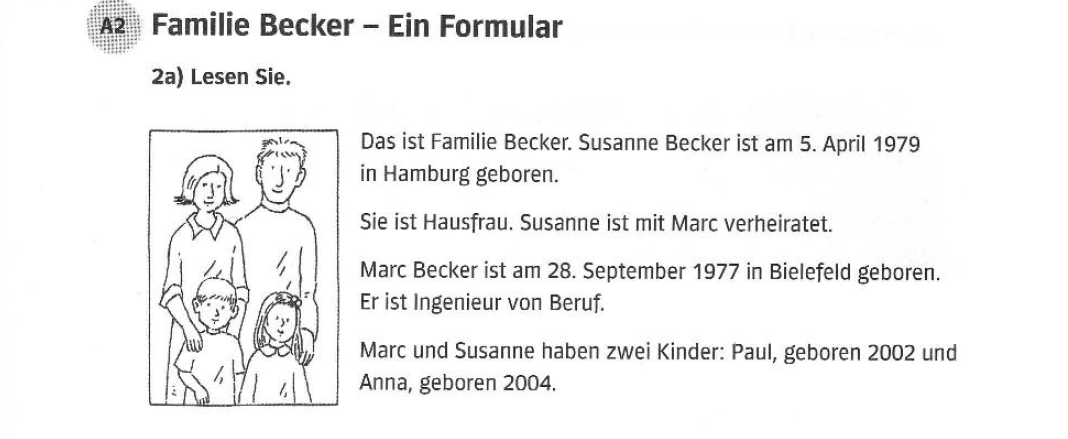 A2 Familie Becker – Ein Formular
2a) Lesen Sie.
Das ist Familie Becker. Susanne Becker ist am 5. April 1979
in Hamburg geboren.
Sie ist Hausfrau. Susanne ist mit Marc verheiratet.
Marc Becker ist am 28. September 1977 in Bielefeld geboren.
Er ist Ingenieur von Beruf.
Marc und Susanne haben zwei Kinder: Paul, geboren 2002 und
Anna, geboren 2004.